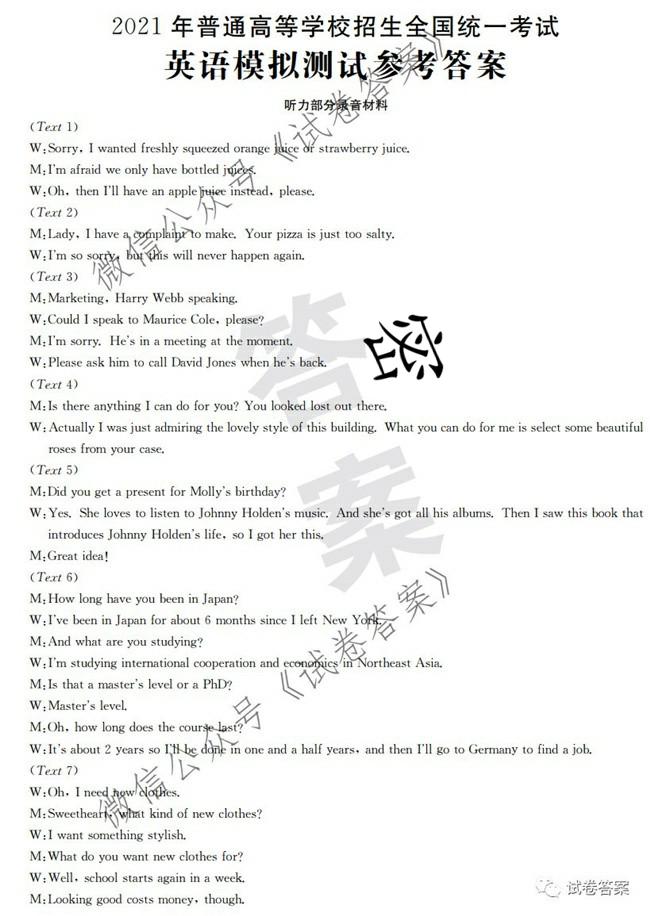 2021年普通高等学校招生全国统一考试
英语模拟测试参考答案
听力部分录音材料
(Text 1)
W:Sorry, I wanted freshly squeezed orange juice or strawberry juice.
M:I'm afraid we only have bottled juices.
W:Oh, then I'll have an apple juice instead, please.
(Text 2)
M:Lady, I have a complaint to make. Your pizza is just too salty.
W:I'm so sorry, but this will never happen again.
(Text 3)
M:Marketing, Harry Webb speaking.
W:Could I speak to Maurice Cole, please?
M:I'm sorry. He's in a meeting at the moment.
W:Please ask him to call David Jones when he's back.
(Text 4)
M:Is there anything I can do for you? You looked lost out there.
W:Actually I was just admiring the lovely style of this building. What you can do for me is select some beautiful
roses from your case.
(Text 5)
M:Did you get a present for Molly's birthday?
W:Yes. She loves to listen to Johnny Holden's music. And she's got all his albums. Then I saw this book that
introduces Johnny Holden's life, so I got her this.
M:Great idea!
(Text 6)
M:How long have you been in Japan?
W:I've been in Japan for about 6 months since I left New York.
M:And what are you studying?
W:I'm studying international cooperation and economics in Northeast Asia.
M:Is that a master's level or a PhD?
W:Master's level.
M:Oh, how long does the course last?
W:It's about 2 years so I'll be done in one and a half years, and then I'll go to Germany to find a job.
(Text 7)
W:Oh, I need new clothes.
M:Sweetheart, what kind of new clothes?
W:I want something stylish.
M:What do you want new clothes for?
W:Well, school starts again in a week.
M:Looking good costs money, though.
微信公众号《试卷答案》
答案
密
微信公众号《试卷答案》
试卷答案